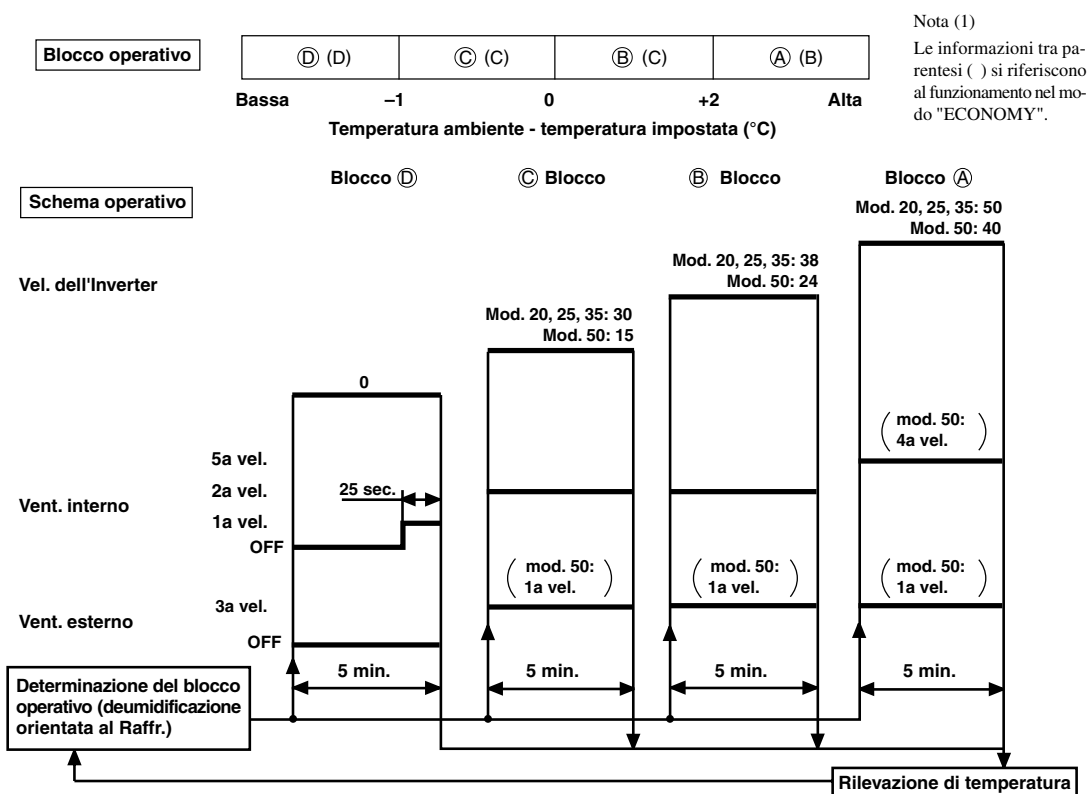 Nota (1)
Le informazioni tra pa-
rentesi ( ) si riferiscono
al funzionamento nel mo-
do "ECONOMY".
Blocco operativo
Ⓓ (D) Ⓒ (C) Ⓑ (C) Ⓐ (B)
Bassa –1 0 +2 Alta
Temperatura ambiente - temperatura impostata (°C)
Schema operativo
Blocco Ⓓ Ⓒ Blocco Ⓑ Blocco Blocco Ⓐ
Mod. 20, 25, 35: 50
Mod. 50: 40
Mod. 20, 25, 35: 38
Mod. 50: 24
Mod. 20, 25, 35: 30
Mod. 50: 15
0
Vel. dell'Inverter
(mod. 50:
4a vel.)
5a vel.
2a vel.
25 sec.
Vent. interno
1a vel.
OFF
(mod. 50:
1a vel.)
(mod. 50:
1a vel.)
(mod. 50:
1a vel.)
3a vel.
Vent. esterno
OFF
5 min. 5 min. 5 min. 5 min.
Determinazione del blocco
operativo (deumidificazione
orientata al Raffr.)
Rilevazione di temperatura